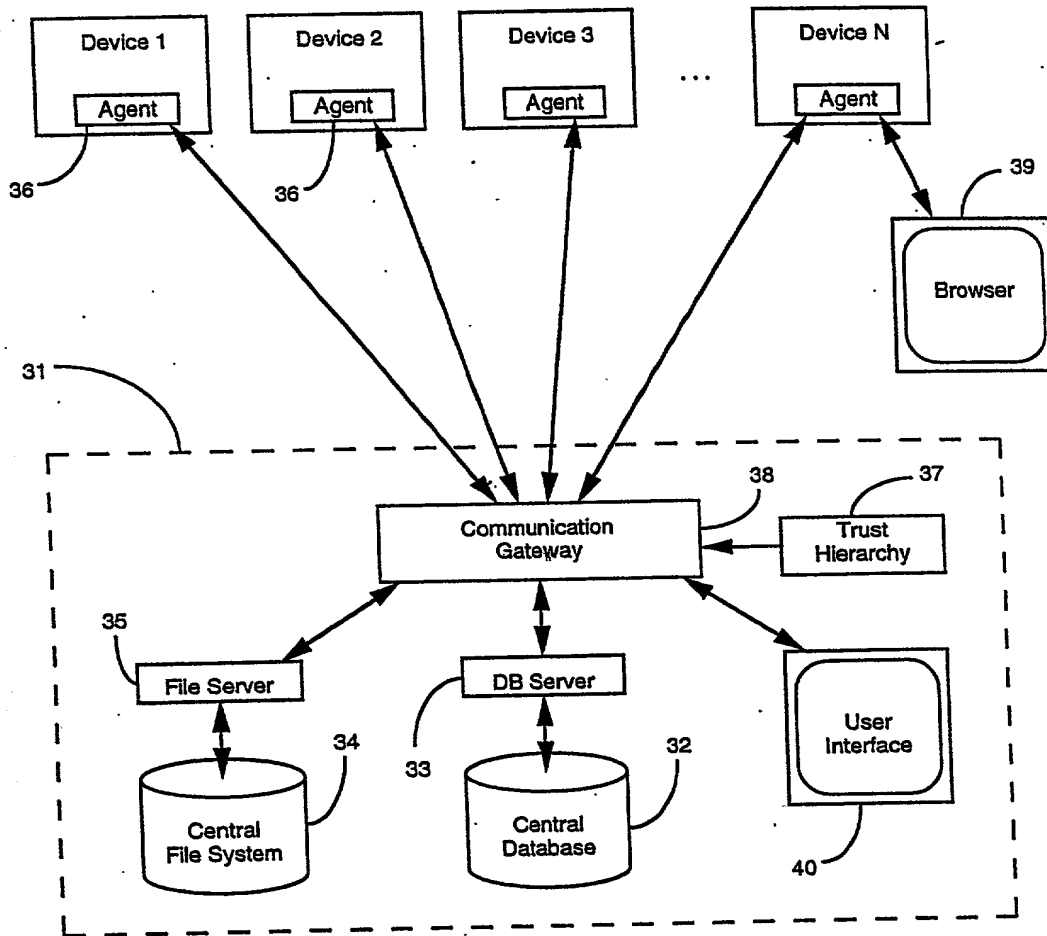 Device 1
Device 2
Device 3
...
Device N
Agent
Agent
Agent
Agent
36
36
39
Browser
31
38
37
Communication
Gateway
Trust
Hierarchy
35
File Server
DB Server
33
User
Interface
34
32
Central
File System
Central
Database
40